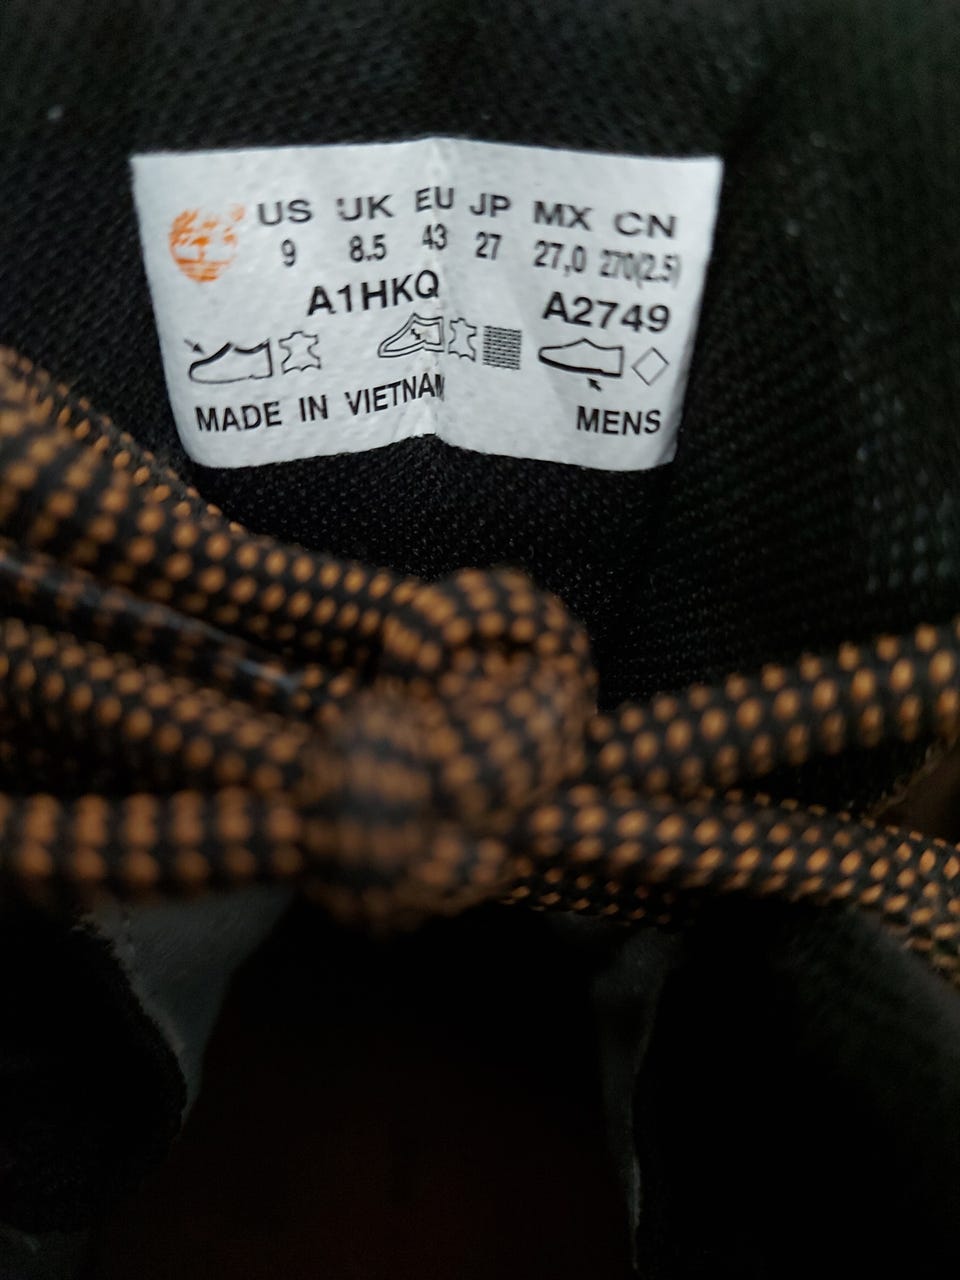 US UK EU JP MX CN
9 8.5 43 27 27,0 270(2.5)
A1HKQ A2749
MADE IN VIETNAM MENS